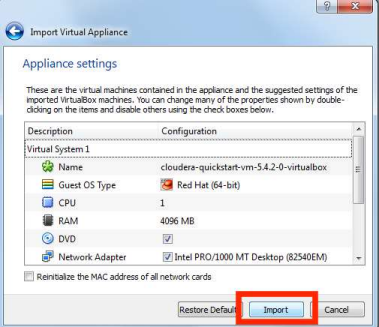 Import Virtual Appliance
Appliance settings
These are the virtual machines contained in the appliance and the suggested settings of the
imported VirtualBox machines. You can change many of the properties shown by double-
clicking on the items and disable others using the check boxes below.
Description Configuration
Virtual System 1
Name cloudera-quickstart-vm-5.4.2-0-virtualbox
Guest OS Type Red Hat (64-bit)
CPU 1
RAM 4096 MB
DVD
Network Adapter Intel PRO/1000 MT Desktop (82540EM)
Reinitialize the MAC address of all network cards
Restore Default Import Cancel